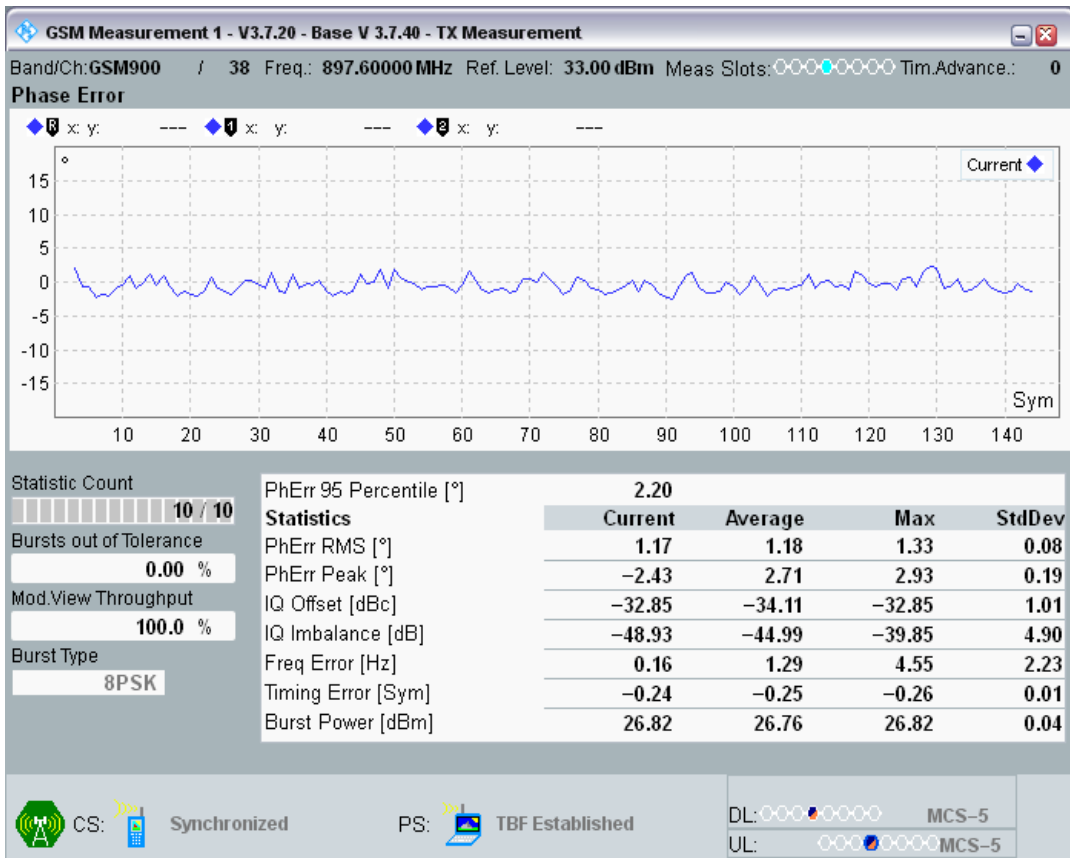 GSM Measurement 1 - V3.7.20 - Base V 3.7.40 - TX Measurement
Band/Ch:GSM900 / 38 Freq.: 897.60000 MHz Ref. Level: 33.00 dBm Meas Slots: Tim.Advance.: 0
Phase Error
R x: y: --- 1 x: y: --- 2 x: y: ---
° Current
15
10
5
0
-5
-10
-15
Sym
10 20 30 40 50 60 70 80 90 100 110 120 130 140
Statistic Count
10 / 10
Bursts out of Tolerance
0.00 %
Mod.View Throughput
100.0 %
Burst Type
8PSK
PhErr 95 Percentile [°] 2.20
Statistics Current Average Max StdDev
PhErr RMS [°] 1.17 1.18 1.33 0.08
PhErr Peak [°] −2.43 2.71 2.93 0.19
IQ Offset [dBc] −32.85 −34.11 −32.85 1.01
IQ Imbalance [dB] −48.93 −44.99 −39.85 4.90
Freq Error [Hz] 0.16 1.29 4.55 2.23
Timing Error [Sym] −0.24 −0.25 −0.26 0.01
Burst Power [dBm] 26.82 26.76 26.82 0.04
CS: Synchronized PS: TBF Established
DL: MCS−5
UL: MCS−5